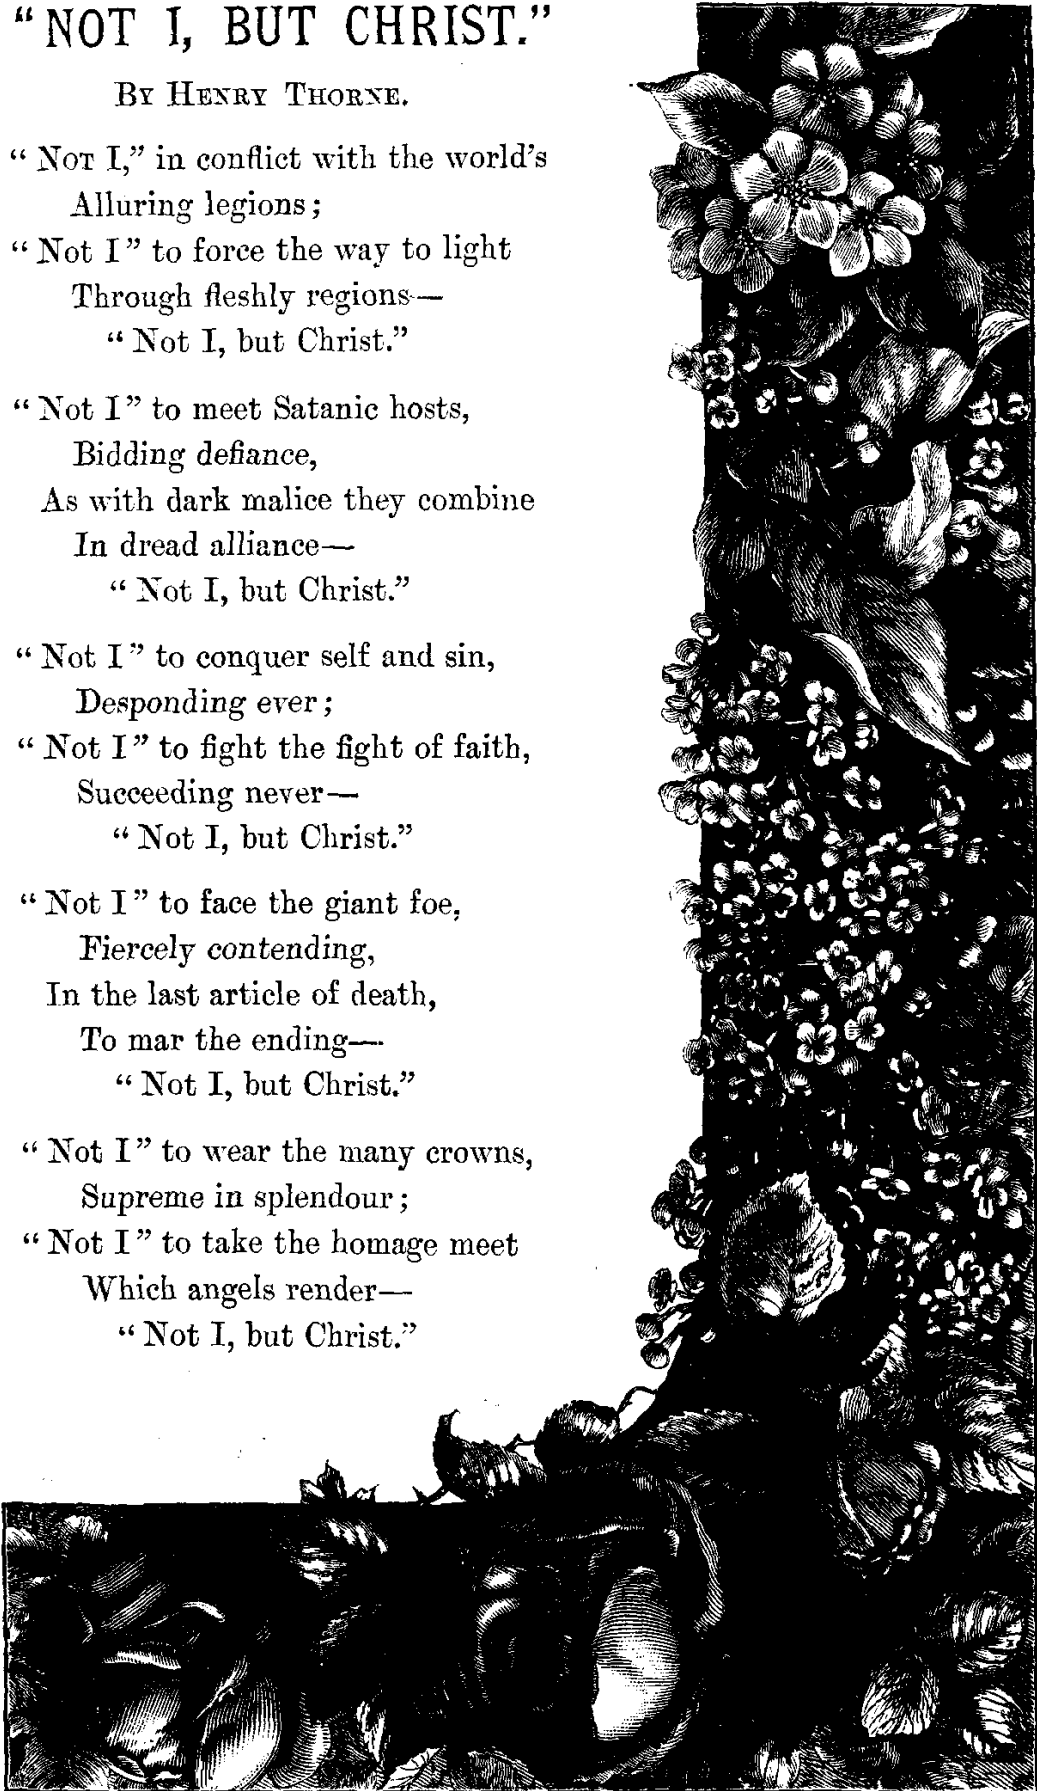 “NOT I, BUT CHRIST.”
By Henry Thorne.
“Not I,” in conflict with the world’s
Alluring legions;
“Not I” to force the way to light
Through fleshly regions—
“Not I, but Christ.”
“Not I” to meet Satanic hosts,
Bidding defiance,
As with dark malice they combine
In dread alliance—
“Not I, but Christ.”
“Not I” to conquer self and sin,
Desponding ever;
“Not I” to fight the fight of faith,
Succeeding never—
“Not I, but Christ.”
“Not I” to face the giant foe,
Fiercely contending,
In the last article of death,
To mar the ending—
“Not I, but Christ.”
“Not I” to wear the many crowns,
Supreme in splendour;
“Not I” to take the homage meet
Which angels render—
“Not I, but Christ.”